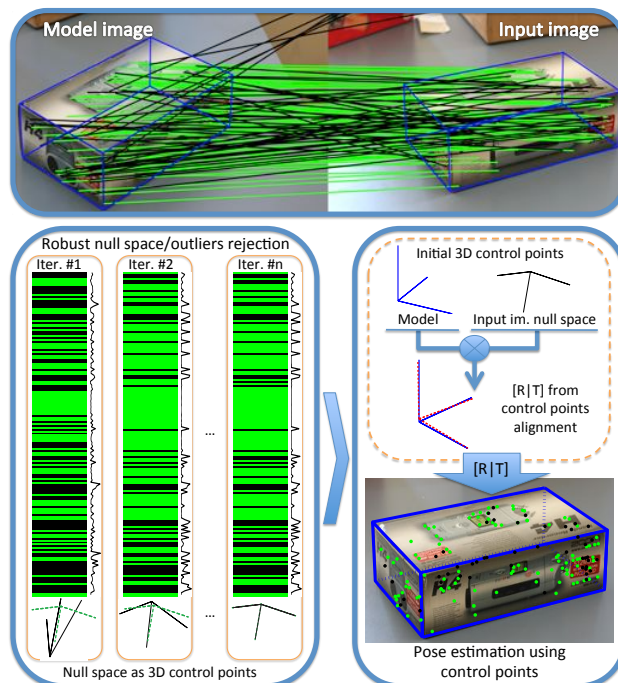 Model image
Input image
Robust null space/outliers rejection
Iter. #1
Iter. #2
Iter. #n
...
...
Null space as 3D control points
Initial 3D control points
Model
Input im. null space
[R|T] from
control points
alignment
[R|T]
Pose estimation using
control points